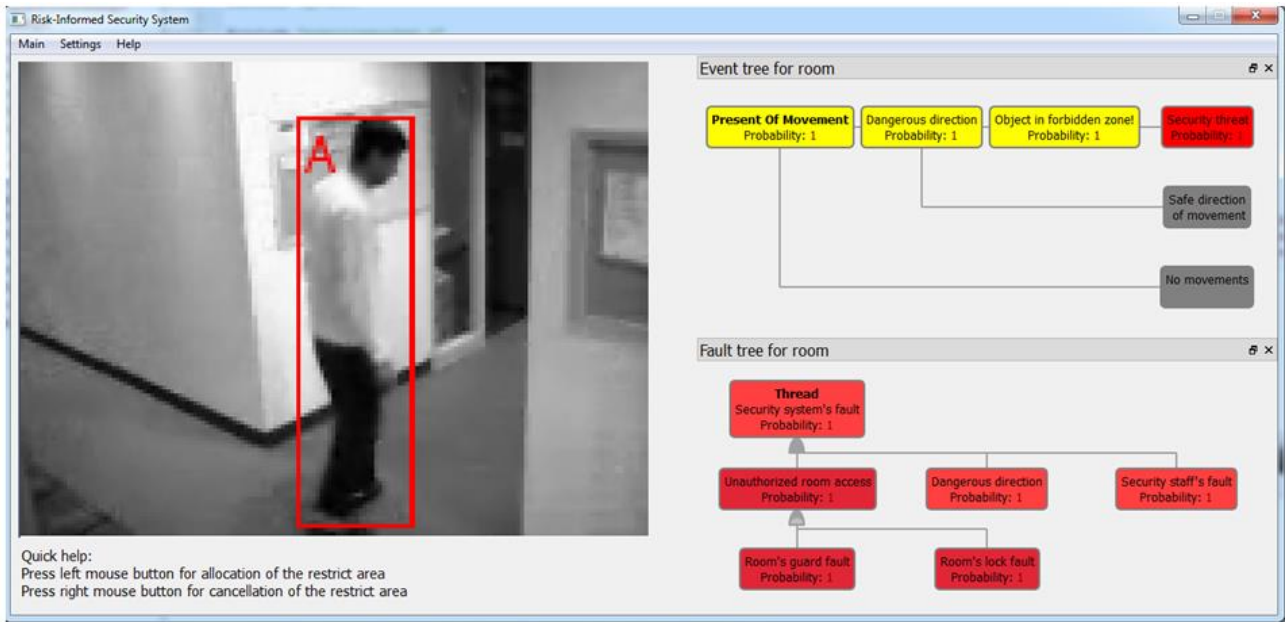 Risk-Informed Security System
Main Settings Help
A
Quick help:
Press left mouse button for allocation of the restrict area
Press right mouse button for cancellation of the restrict area
Event tree for room
Present Of Movement
Probability: 1
Dangerous direction
Probability: 1
Object in forbidden zone!
Probability: 1
Security threat
Probability: 1
Safe direction
of movement
No movements
Fault tree for room
Thread
Security system's fault
Probability: 1
Unauthorized room access
Probability: 1
Dangerous direction
Probability: 1
Security staff's fault
Probability: 1
Room's guard fault
Probability: 1
Room's lock fault
Probability: 1